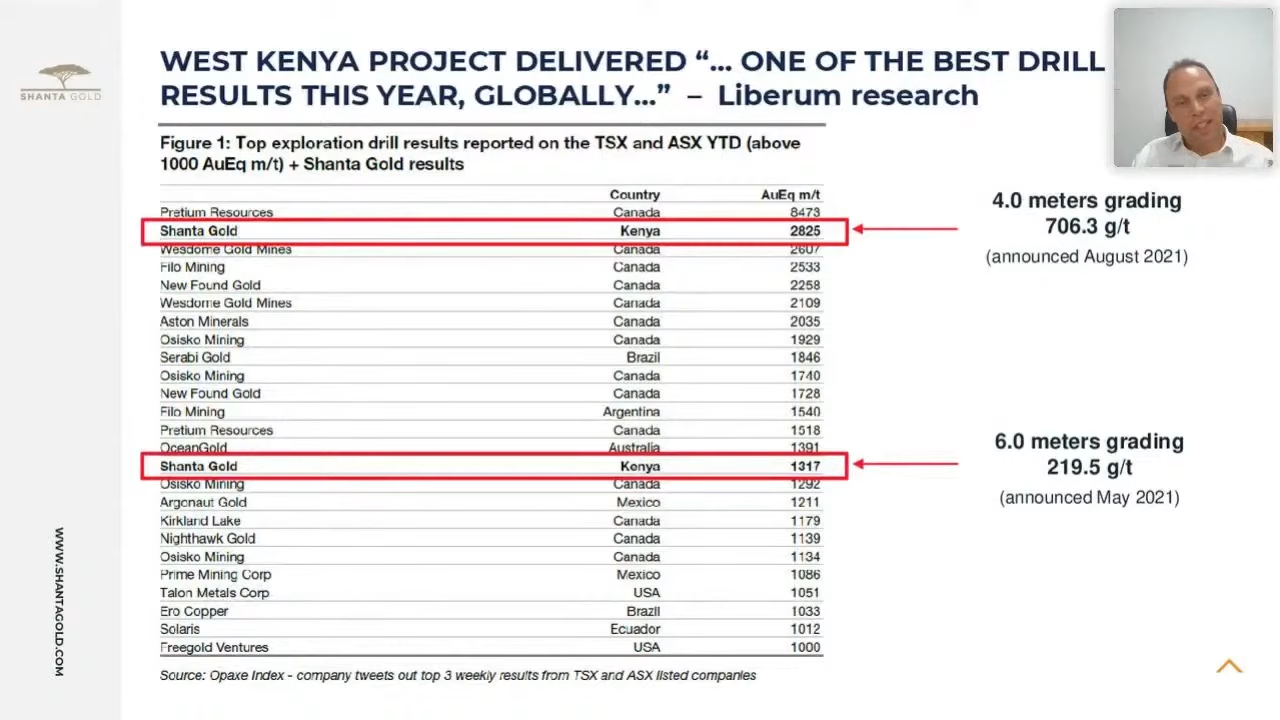 SHANTA GOLD
WEST KENYA PROJECT DELIVERED “... ONE OF THE BEST DRILL
RESULTS THIS YEAR, GLOBALLY...” – Liberum research
Figure 1: Top exploration drill results reported on the TSX and ASX YTD (above
1000 AuEq m/t) + Shanta Gold results
Country AuEq m/t
Pretium Resources Canada 8473
Shanta Gold Kenya 2825
Wesdome Gold Mines Canada 2607
Filo Mining Canada 2533
New Found Gold Canada 2258
Wesdome Gold Mines Canada 2109
Aston Minerals Canada 2035
Osisko Mining Canada 1929
Serabi Gold Brazil 1846
Osisko Mining Canada 1740
New Found Gold Canada 1728
Filo Mining Argentina 1540
Pretium Resources Canada 1518
OceanGold Australia 1391
Shanta Gold Kenya 1317
Osisko Mining Canada 1292
Argonaut Gold Mexico 1211
Kirkland Lake Canada 1179
Nighthawk Gold Canada 1139
Osisko Mining Canada 1134
Prime Mining Corp Mexico 1086
Talon Metals Corp USA 1051
Ero Copper Brazil 1033
Solaris Ecuador 1012
Freegold Ventures USA 1000
Source: Opaxe Index - company tweets out top 3 weekly results from TSX and ASX listed companies
4.0 meters grading
706.3 g/t
(announced August 2021)
6.0 meters grading
219.5 g/t
(announced May 2021)
WWW.SHANTAGOLD.COM